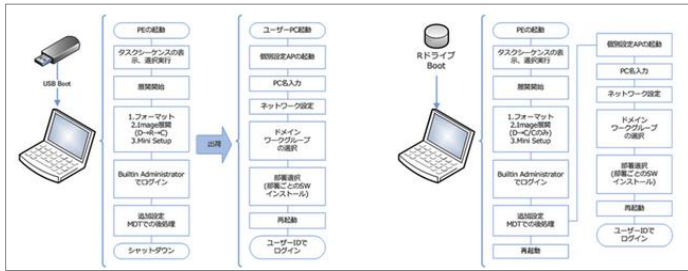 USB Boot
PEの起動
タスクシーケンスの表
示、選択実行
展開開始
1.フォーマット
2.Image展開
(D→R→C)
3.Mini Setup
Builtin Administrator
でログイン
追加設定
MDTでの後処理
シャットダウン
出荷
ユーザーPC起動
個別設定APの起動
PC名入力
ネットワーク設定
ドメイン
ワークグループ
の選択
部署選択
(部署ごとのSW
インストール)
再起動
ユーザーIDで
ログイン
Rドライブ
Boot
PEの起動
タスクシーケンスの表
示、選択実行
展開開始
1.フォーマット
2.Image展開
(D→C/Cのみ)
3.Mini Setup
Builtin Administrator
でログイン
追加設定
MDTでの後処理
再起動
個別設定APの起動
PC名入力
ネットワーク設定
ドメイン
ワークグループ
の選択
部署選択
(部署ごとのSW
インストール)
再起動
ユーザーIDで
ログイン